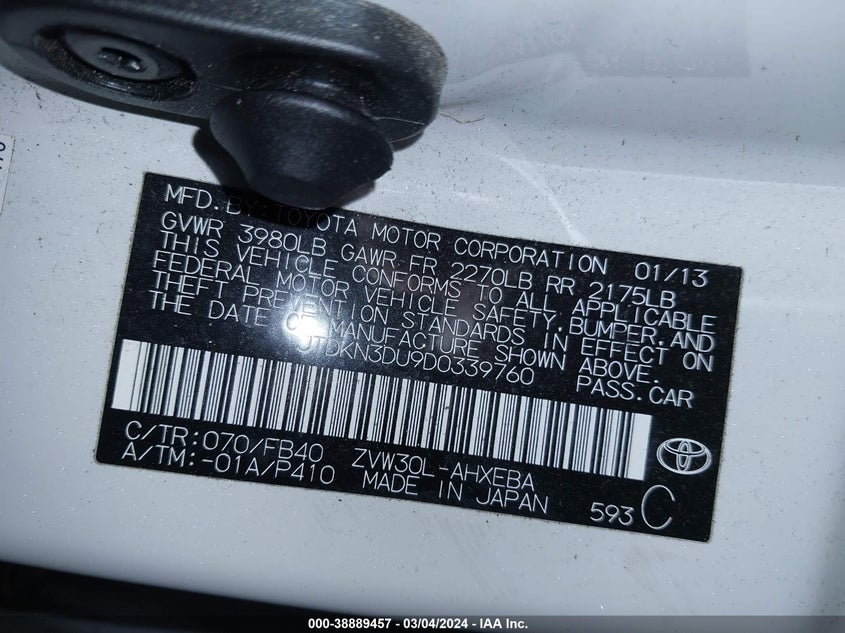 MFD. BY: TOYOTA MOTOR CORPORATION 01/13
GVWR 3980LB GAWR FR 2270LB RR 2175LB
THIS VEHICLE CONFORMS TO ALL APPLICABLE
FEDERAL MOTOR VEHICLE SAFETY, BUMPER, AND
THEFT PREVENTION STANDARDS IN EFFECT ON
THE DATE OF MANUFACTURE SHOWN ABOVE.
JTDKN3DU9D0339760 PASS.CAR
C/TR:070/FB40 ZVW30L-AHXEBA
A/TM:-01A/P410 MADE IN JAPAN
593 C
000-38889457 — 03/04/2024 — IAA Inc.